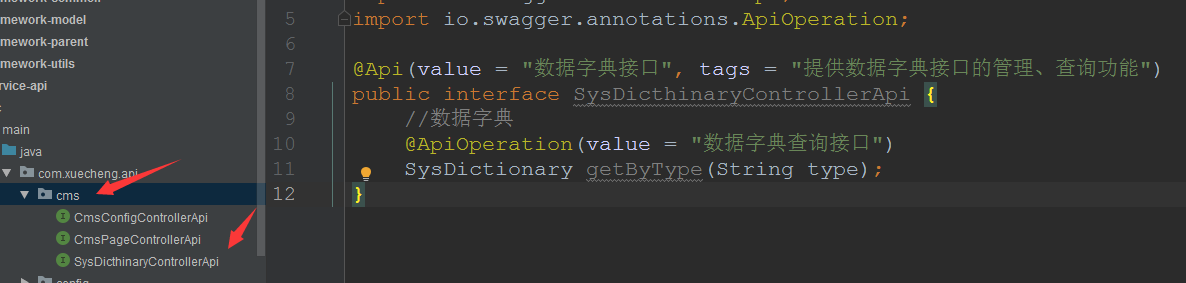 mework-model
mework-parent
mework-utils
rvice-api
main
java
com.xuecheng.api
cms
CmsConfigControllerApi
CmsPageControllerApi
SysDicthinaryControllerApi
5 import io.swagger.annotations.ApiOperation;
6
7 @Api(value = "数据字典接口", tags = "提供数据字典接口的管理、查询功能")
8 public interface SysDicthinaryControllerApi {
9 //数据字典
10 @ApiOperation(value = "数据字典查询接口")
11 SysDictionary getByType(String type);
12 }